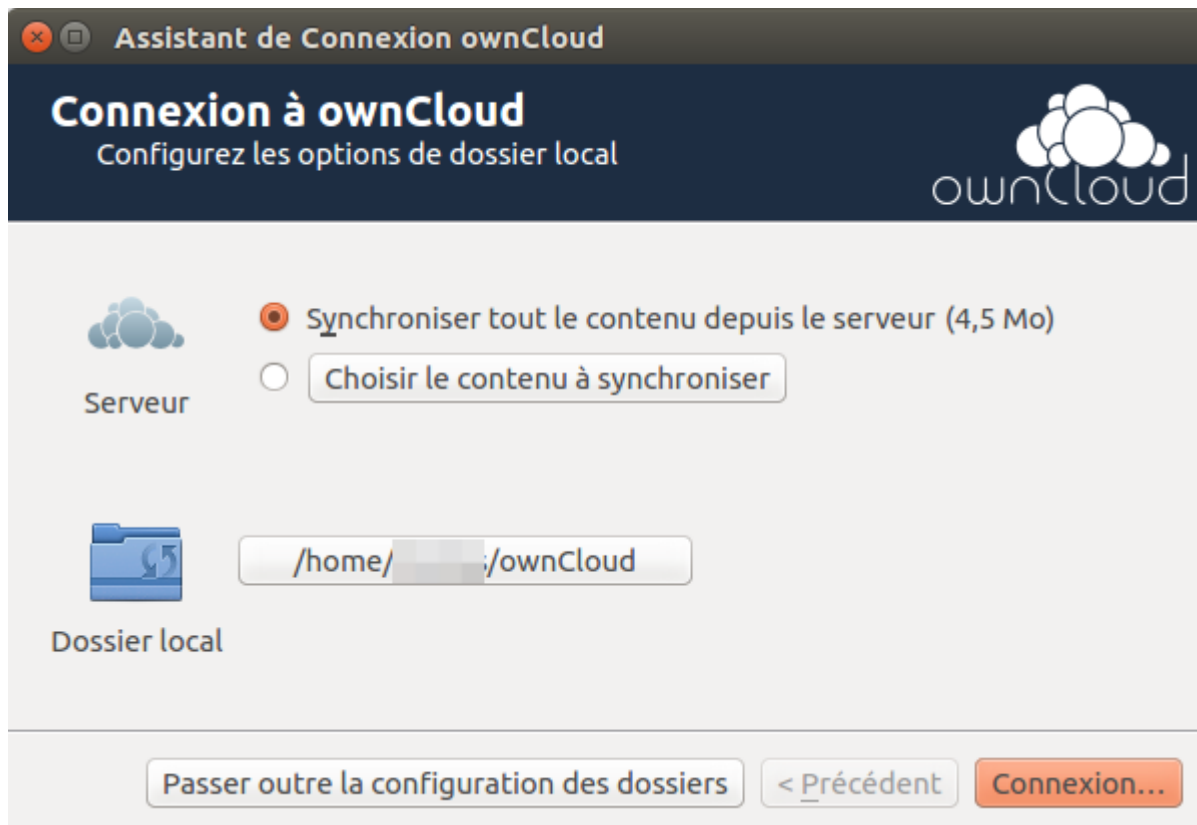 Assistant de Connexion ownCloud
Connexion à ownCloud
Configurez les options de dossier local
ownCloud
Synchroniser tout le contenu depuis le serveur (4,5 Mo)
Choisir le contenu à synchroniser
Serveur
/home/ /ownCloud
Dossier local
Passer outre la configuration des dossiers
< Précédent
Connexion...